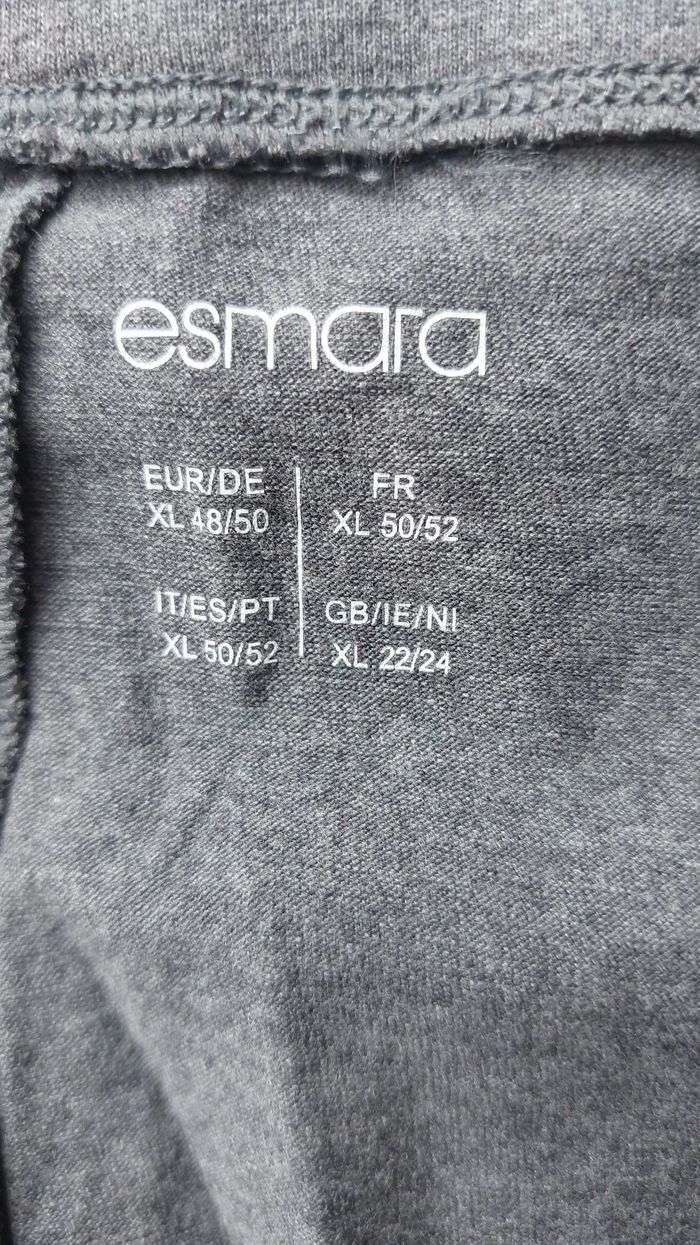 esmara
EUR/DE
XL 48/50
FR
XL 50/52
IT/ES/PT
XL 50/52
GB/IE/NI
XL 22/24